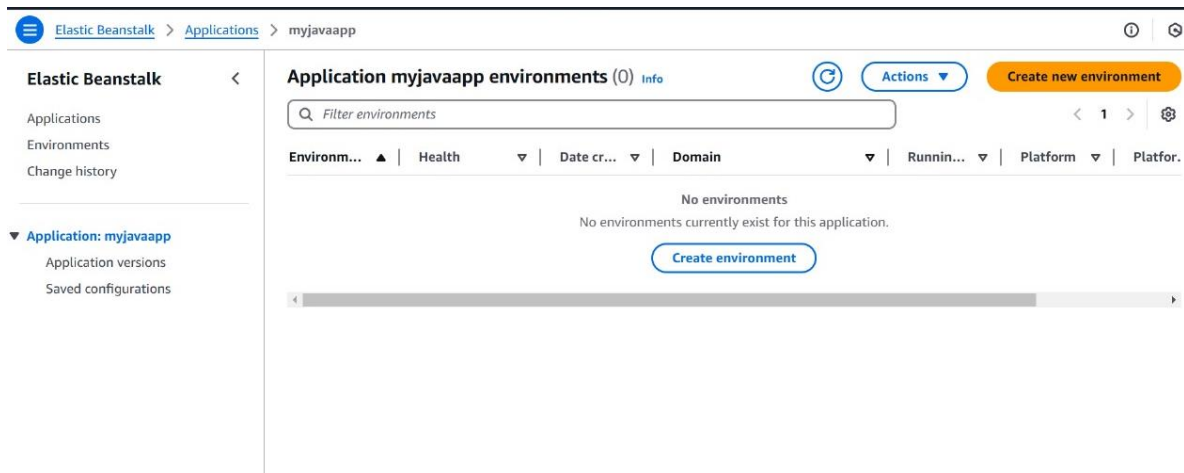 Elastic Beanstalk > Applications > myjavaapp
Elastic Beanstalk
Applications
Environments
Change history
Application: myjavaapp
Application versions
Saved configurations
Application myjavaapp environments (0) Info
Actions
Create new environment
Filter environments
< 1 >
Environm... | Health | Date cr... | Domain | Runnin... | Platform | Platfor.
No environments
No environments currently exist for this application.
Create environment